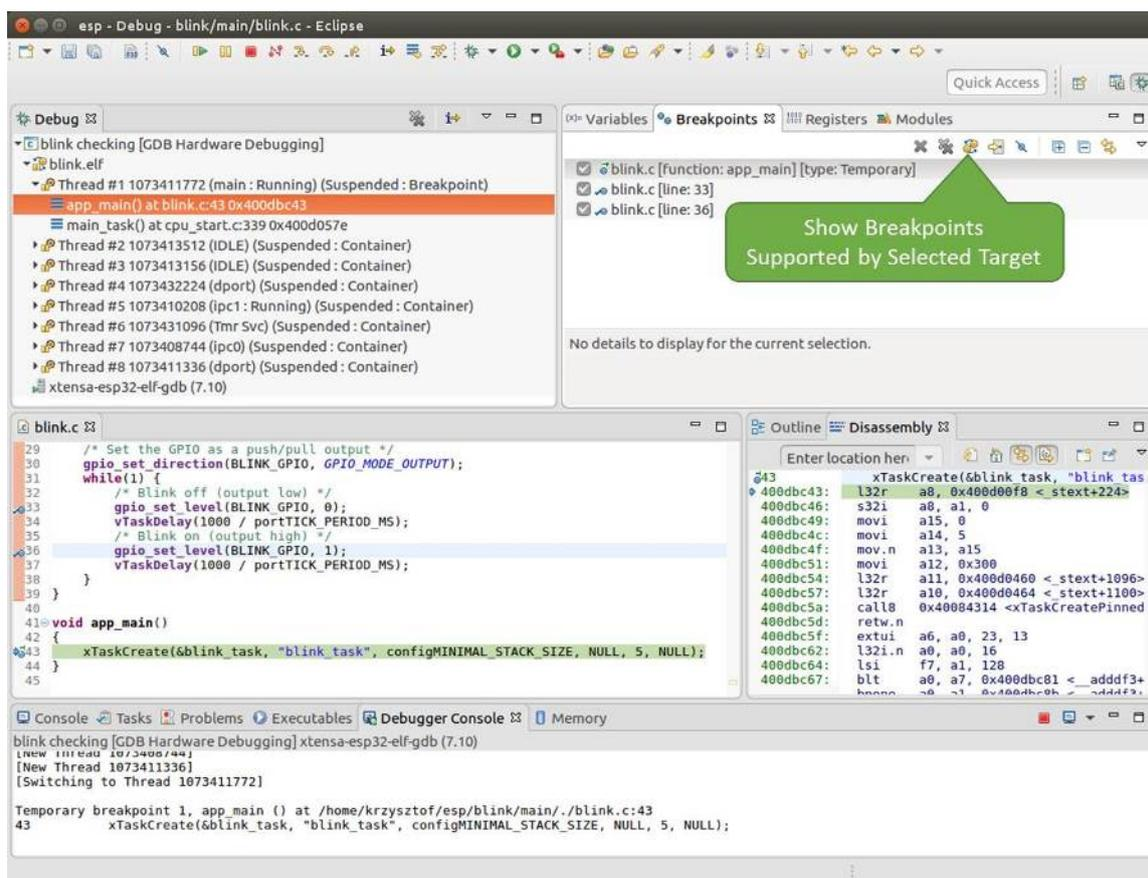 esp - Debug - blink/main/blink.c - Eclipse
Quick Access
Debug
blink checking [GDB Hardware Debugging]
blink.elf
Thread #1 1073411772 (main : Running) (Suspended : Breakpoint)
app_main() at blink.c:43 0x400dbc43
main_task() at cpu_start.c:339 0x400d057e
Thread #2 1073413512 (IDLE) (Suspended : Container)
Thread #3 1073413156 (IDLE) (Suspended : Container)
Thread #4 1073432224 (dport) (Suspended : Container)
Thread #5 1073410208 (ipc1 : Running) (Suspended : Container)
Thread #6 1073431096 (Tmr Svc) (Suspended : Container)
Thread #7 1073408744 (ipc0) (Suspended : Container)
Thread #8 1073411336 (dport) (Suspended : Container)
xtensa-esp32-elf-gdb (7.10)
(x)= Variables Breakpoints Registers Modules
blink.c [function: app_main] [type: Temporary]
blink.c [line: 33]
blink.c [line: 36]
Show Breakpoints
Supported by Selected Target
No details to display for the current selection.
blink.c
29 /* Set the GPIO as a push/pull output */
30 gpio_set_direction(BLINK_GPIO, GPIO_MODE_OUTPUT);
31 while(1) {
32 /* Blink off (output low) */
33 gpio_set_level(BLINK_GPIO, 0);
34 vTaskDelay(1000 / portTICK_PERIOD_MS);
35 /* Blink on (output high) */
36 gpio_set_level(BLINK_GPIO, 1);
37 vTaskDelay(1000 / portTICK_PERIOD_MS);
38 }
39 }
40
41 void app_main()
42 {
43 xTaskCreate(&blink_task, "blink_task", configMINIMAL_STACK_SIZE, NULL, 5, NULL);
44 }
45
Outline Disassembly
Enter location her
43 xTaskCreate(&blink_task, "blink_tas
400dbc43: l32r a8, 0x400d00f8 <_stext+224>
400dbc46: s32i a8, a1, 0
400dbc49: movi a15, 0
400dbc4c: movi a14, 5
400dbc4f: mov.n a13, a15
400dbc51: movi a12, 0x300
400dbc54: l32r a11, 0x400d0460 <_stext+1096>
400dbc57: l32r a10, 0x400d0464 <_stext+1100>
400dbc5a: call8 0x40084314 <xTaskCreatePinned
400dbc5d: retw.n
400dbc5f: extui a6, a0, 23, 13
400dbc62: l32i.n a0, a0, 16
400dbc64: lsi f7, a1, 128
400dbc67: blt a0, a7, 0x400dbc81 <__adddf3+
Console Tasks Problems Executables Debugger Console Memory
blink checking [GDB Hardware Debugging] xtensa-esp32-elf-gdb (7.10)
[New Thread 1073408744]
[New Thread 1073411336]
[Switching to Thread 1073411772]
Temporary breakpoint 1, app_main () at /home/krzysztof/esp/blink/main/./blink.c:43
43 xTaskCreate(&blink_task, "blink_task", configMINIMAL_STACK_SIZE, NULL, 5, NULL);